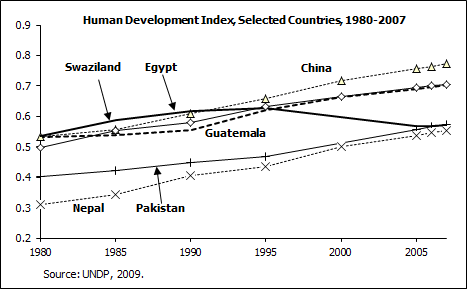 Human Development Index, Selected Countries, 1980-2007
0.9
0.8
0.7
0.6
0.5
0.4
0.3
0.2
Swaziland
Egypt
China
Guatemala
Nepal
Pakistan
1980 1985 1990 1995 2000 2005
Source: UNDP, 2009.